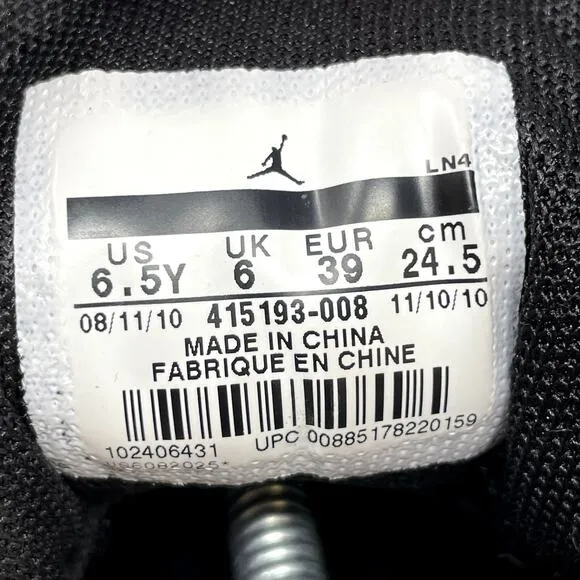 LN4
US UK EUR cm
6.5Y 6 39 24.5
08/11/10 415193-008 11/10/10
MADE IN CHINA
FABRIQUE EN CHINE
102406431 UPC 00885178220159